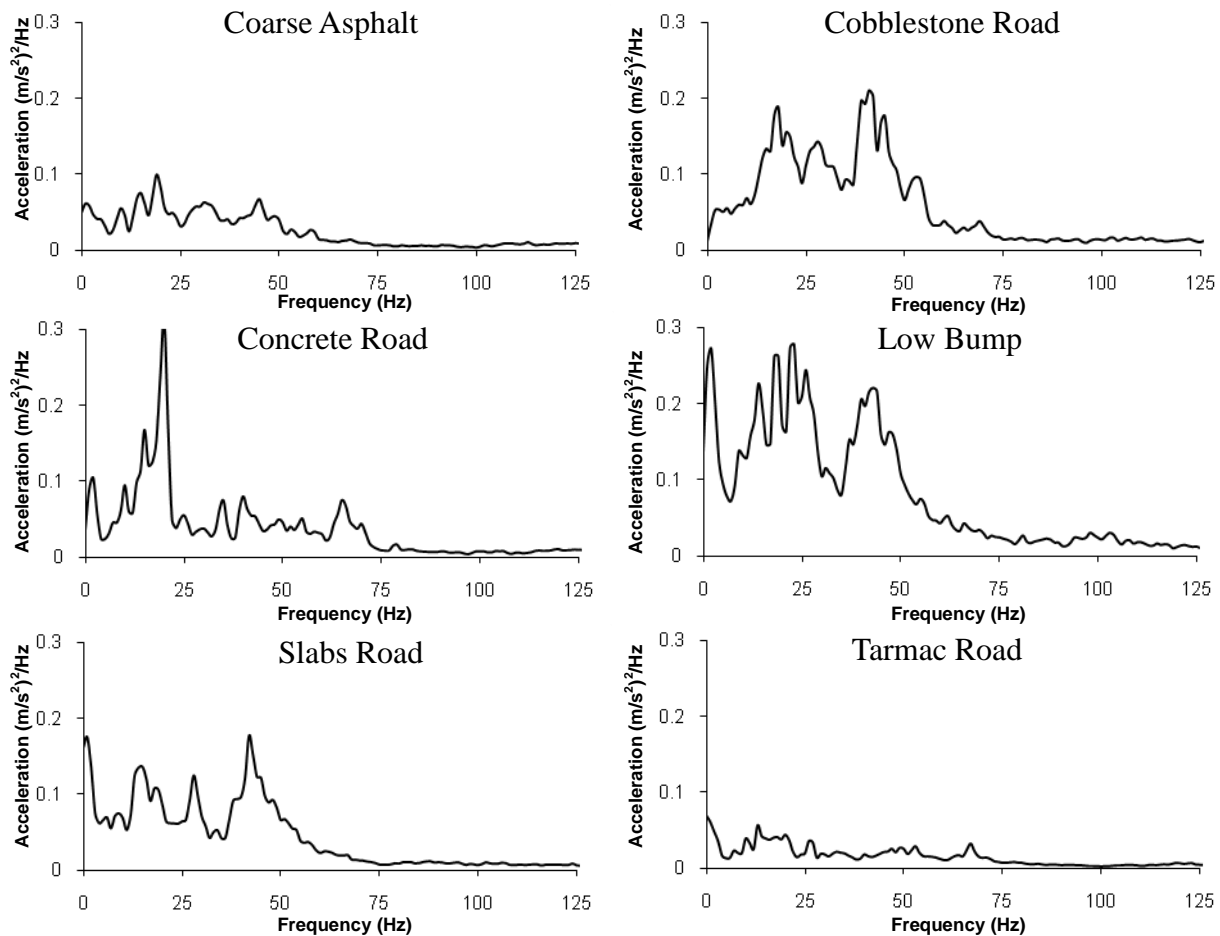 Coarse Asphalt
Acceleration (m/s²)²/Hz
0.3
0.2
0.1
0
0 25 50 75 100 125
Frequency (Hz)
Cobblestone Road
Acceleration (m/s²)²/Hz
0.3
0.2
0.1
0
0 25 50 75 100 125
Frequency (Hz)
Concrete Road
Acceleration (m/s²)²/Hz
0.3
0.2
0.1
0
0 25 50 75 100 125
Frequency (Hz)
Low Bump
Acceleration (m/s²)²/Hz
0.3
0.2
0.1
0
0 25 50 75 100 125
Frequency (Hz)
Slabs Road
Acceleration (m/s²)²/Hz
0.3
0.2
0.1
0
0 25 50 75 100 125
Frequency (Hz)
Tarmac Road
Acceleration (m/s²)²/Hz
0.3
0.2
0.1
0
0 25 50 75 100 125
Frequency (Hz)